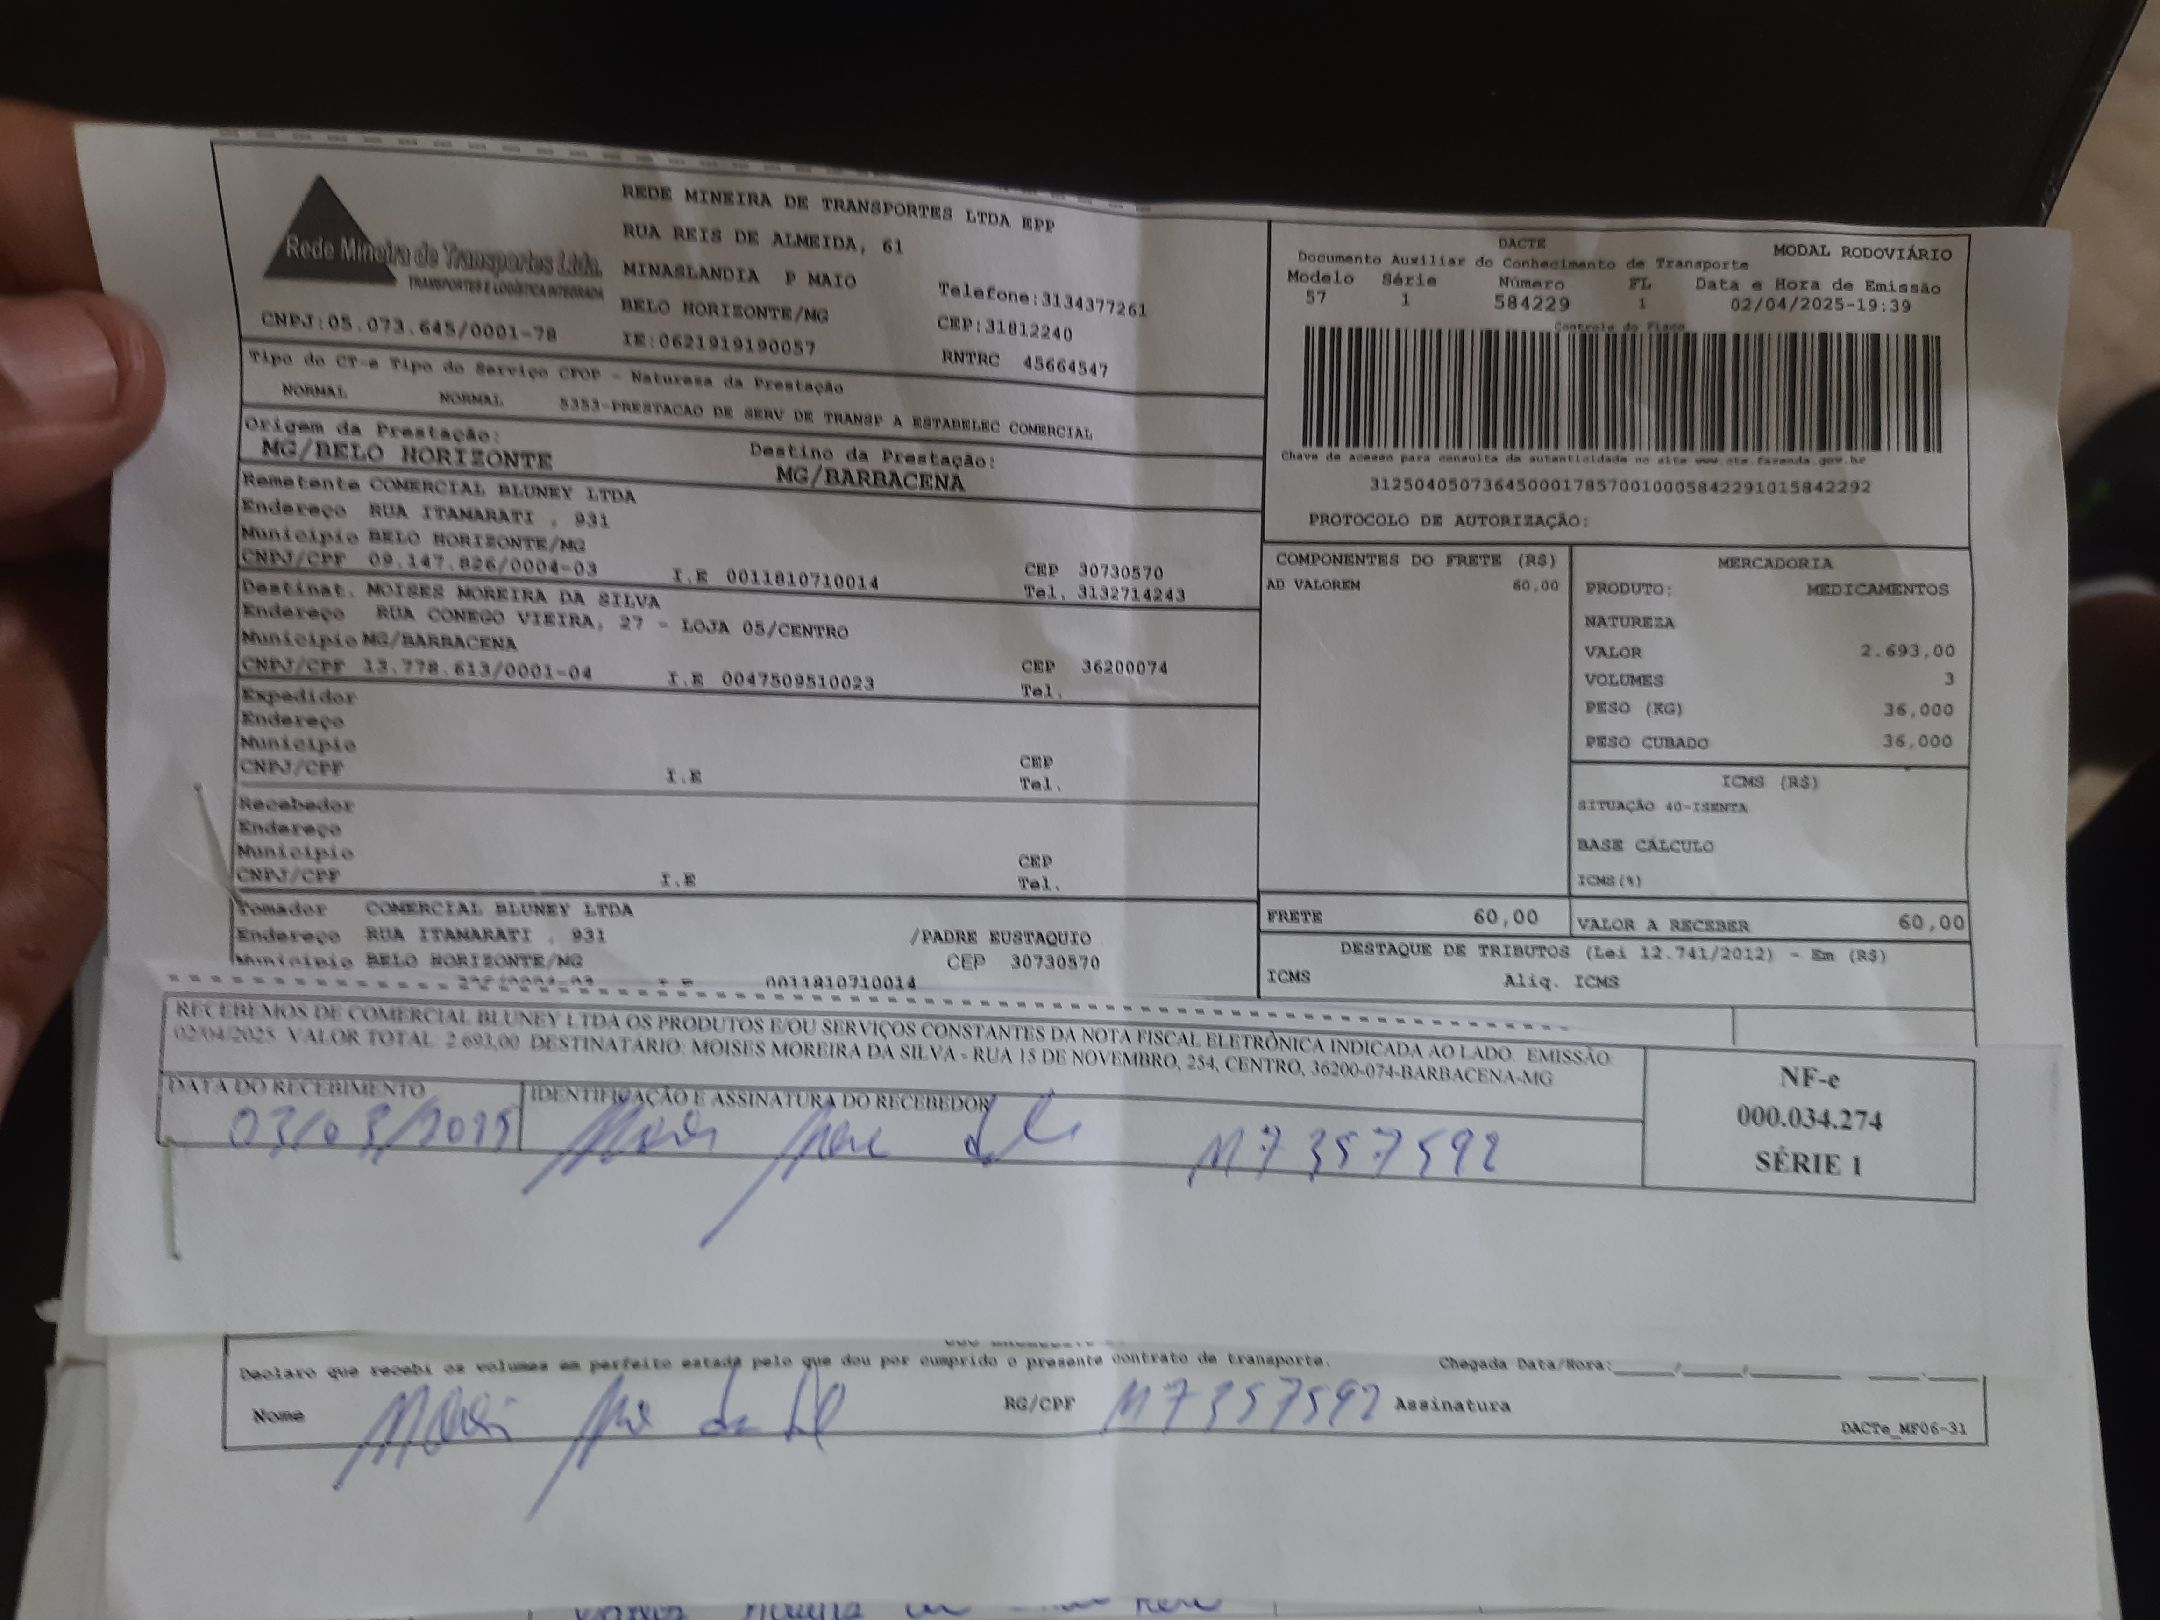 Rede Mineira de Transportes Ltda.
TRANSPORTES E LOGÍSTICA INTEGRADA
CNPJ:05.073.645/0001-78
REDE MINEIRA DE TRANSPORTES LTDA EPP
RUA REIS DE ALMEIDA, 61
MINASLANDIA P MAIO
BELO HORIZONTE/MG
IE:0621919190057
Telefone:3134377261
CEP:31812240
RNTRC 45664547
DACTE MODAL RODOVIÁRIO
Documento Auxiliar do Conhecimento de Transporte
Modelo Série Número FL Data e Hora de Emissão
57 1 584229 1 02/04/2025-19:39
Controle do Fisco
Chave de acesso para consulta de autenticidade no site www.cte.fazenda.gov.br
31250405073645000178570010005842291015842292
PROTOCOLO DE AUTORIZAÇÃO:
Tipo do CT-e Tipo do Serviço CFOP - Natureza da Prestação
NORMAL NORMAL 5353-PRESTACAO DE SERV DE TRANSP A ESTABELEC COMERCIAL
Origem da Prestação: Destino da Prestação:
MG/BELO HORIZONTE MG/BARBACENA
Remetente COMERCIAL BLUNEY LTDA
Endereço RUA ITAMARATI , 931
Municipio BELO HORIZONTE/MG CEP 30730570
CNPJ/CPF 09.147.826/0004-03 I.E 0011810710014 Tel. 3132714243
Destinat. MOISES MOREIRA DA SILVA
Endereço RUA CONEGO VIEIRA, 27 - LOJA 05/CENTRO
Municipio MG/BARBACENA CEP 36200074
CNPJ/CPF 13.778.613/0001-04 I.E 0047509510023 Tel.
Expedidor
Endereço
Municipio CEP
CNPJ/CPF I.E Tel.
Recebedor
Endereço
Municipio CEP
CNPJ/CPF I.E Tel.
Tomador COMERCIAL BLUNEY LTDA
Endereço RUA ITAMARATI , 931 /PADRE EUSTAQUIO
Municipio BELO HORIZONTE/MG CEP 30730570
I.E 0011810710014
COMPONENTES DO FRETE (R$)
AD VALOREM 60,00
FRETE 60,00
MERCADORIA
PRODUTO: MEDICAMENTOS
NATUREZA
VALOR 2.693,00
VOLUMES 3
PESO (KG) 36,000
PESO CUBADO 36,000
ICMS (R$)
SITUAÇÃO 40-ISENTA
BASE CÁLCULO
ICMS(%)
VALOR A RECEBER 60,00
DESTAQUE DE TRIBUTOS (Lei 12.741/2012) - Em (R$)
ICMS Aliq. ICMS
RECEBEMOS DE COMERCIAL BLUNEY LTDA OS PRODUTOS E/OU SERVIÇOS CONSTANTES DA NOTA FISCAL ELETRÔNICA INDICADA AO LADO. EMISSÃO:
02/04/2025 VALOR TOTAL: 2.693,00 DESTINATÁRIO: MOISES MOREIRA DA SILVA - RUA 15 DE NOVEMBRO, 254, CENTRO, 36200-074-BARBACENA-MG
DATA DO RECEBIMENTO IDENTIFICAÇÃO E ASSINATURA DO RECEBEDOR
03/03/2025 M7357592
NF-e
000.034.274
SÉRIE 1
Declaro que recebi os volumes em perfeito estado pelo que dou por cumprido o presente contrato de transporte. Chegada Data/Hora:____/____/____ ___:___
Nome RG/CPF M7357592 Assinatura
DACTe_MF06-31